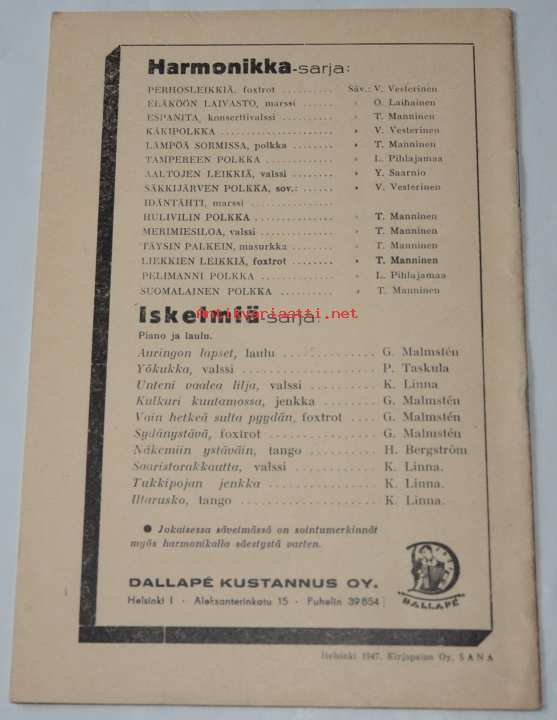 Harmonikka-sarja:
PERHOSLEIKKIÄ, foxtrot ........ Säv.: V. Vesterinen
ELÄKÖÖN LAIVASTO, marssi ...... » O. Laihainen
ESPANITA, konserttivalssi ........ » T. Manninen
KÄKIPOLKKA .................... » V. Vesterinen
LÄMPÖÄ SORMISSA, polkka ....... » T. Manninen
TAMPEREEN POLKKA ............. » L. Pihlajamaa
AALTOJEN LEIKKIÄ, valssi ....... » Y. Saarnio
SÄKKIJÄRVEN POLKKA, sov.: ...... » V. Vesterinen
IDÄNTÄHTI, marssi ..............
HULIVILIN POLKKA .............. » T. Manninen
MERIMIESILOA, valssi ............ » T. Manninen
TÄYSIN PALKEIN, masurkka ...... » T. Manninen
LIEKKIEN LEIKKIÄ, foxtrot ....... » T. Manninen
PELIMANNI POLKKA ............. » L. Pihlajamaa
SUOMALAINEN POLKKA .......... » T. Manninen
antikvariaatti.net
Iskelmä-sarja:
Piano ja laulu.
Auringon lapset, laulu ............. G. Malmstén
Yökukka, valssi ................... P. Taskula
Unteni vaalea lilja, valssi .......... K. Linna
Kulkuri kuutamossa, jenkka ........ G. Malmstén
Vain hetkeä sulta pyydän, foxtrot .... G. Malmstén
Sydänystävä, foxtrot ............... G. Malmstén
Näkemiin ystäväin, tango .......... H. Bergström
Saaristorakkautta, valssi ........... K. Linna.
Tukkipojan jenkka ................. K. Linna.
Iltarusko, tango ................... K. Linna.
● Jokaisessa sävelmässä on sointumerkinnät
myös harmonikalla säestystä varten.
DALLAPÉ KUSTANNUS OY.
Helsinki I · Aleksanterinkatu 15 · Puhelin 39 854
DALLAPÉ
Helsinki 1947. Kirjapaino Oy. SANA